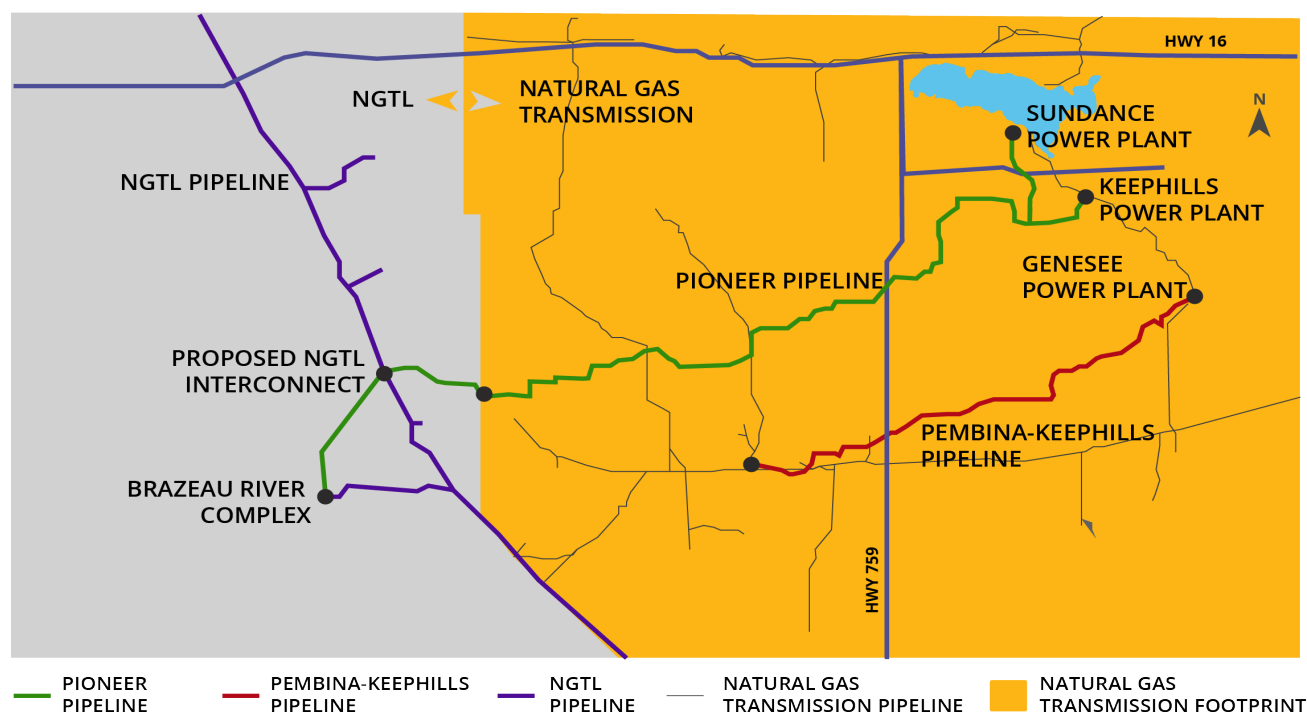 HWY 16
NGTL
NATURAL GAS
TRANSMISSION
N
SUNDANCE
POWER PLANT
NGTL PIPELINE
KEEPHILLS
POWER PLANT
GENESEE
POWER PLANT
PIONEER PIPELINE
PROPOSED NGTL
INTERCONNECT
PEMBINA-KEEPHILLS
PIPELINE
BRAZEAU RIVER
COMPLEX
HWY 759
PIONEER
PIPELINE
PEMBINA-KEEPHILLS
PIPELINE
NGTL
PIPELINE
NATURAL GAS
TRANSMISSION PIPELINE
NATURAL GAS
TRANSMISSION FOOTPRINT